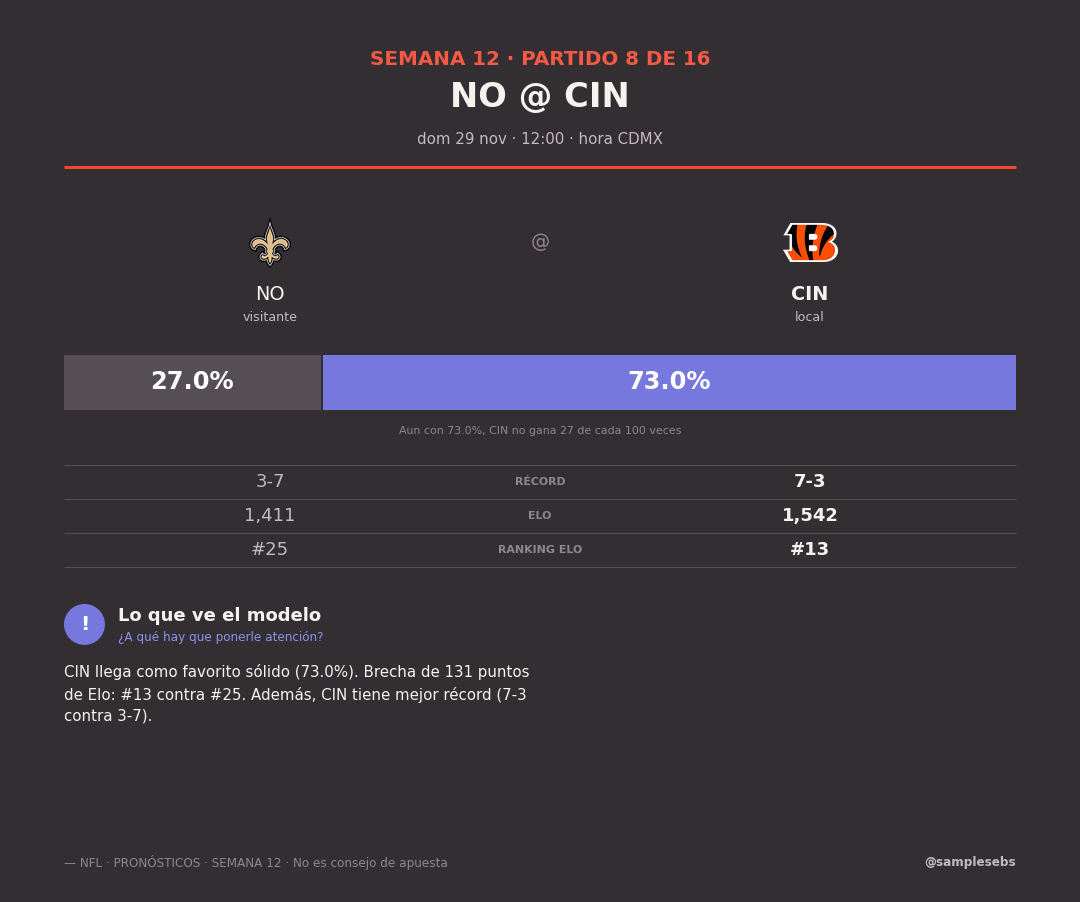 SEMANA 12 · PARTIDO 8 DE 16
NO @ CIN
dom 29 nov · 12:00 · hora CDMX
@
NO
CIN
visitante
local
27.0%
73.0%
Aun con 73.0%, CIN no gana 27 de cada 100 veces
3-7
RÉCORD
7-3
1,411
ELO
1,542
#25
RANKING ELO
#13
!
Lo que ve el modelo
¿A qué hay que ponerle atención?
CIN llega como favorito sólido (73.0%). Brecha de 131 puntos
de Elo: #13 contra #25. Además, CIN tiene mejor récord (7-3
contra 3-7).
— NFL · PRONÓSTICOS · SEMANA 12 · No es consejo de apuesta
@samplesebs